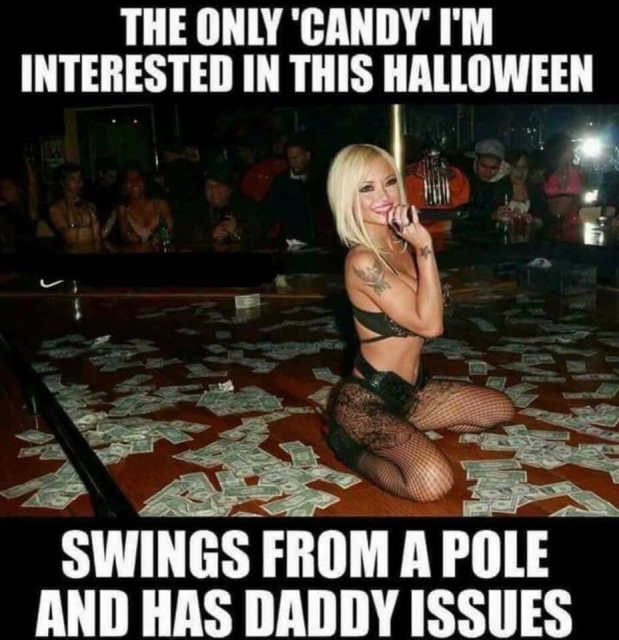 THE ONLY 'CANDY' I'M
INTERESTED IN THIS HALLOWEEN
SWINGS FROM A POLE
AND HAS DADDY ISSUES